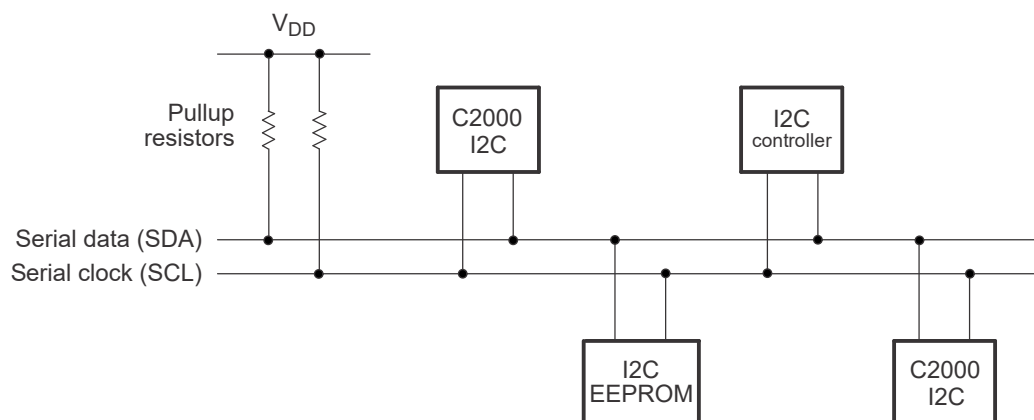 VDD
Pullup
resistors
C2000
I2C
I2C
controller
Serial data (SDA)
Serial clock (SCL)
I2C
EEPROM
C2000
I2C